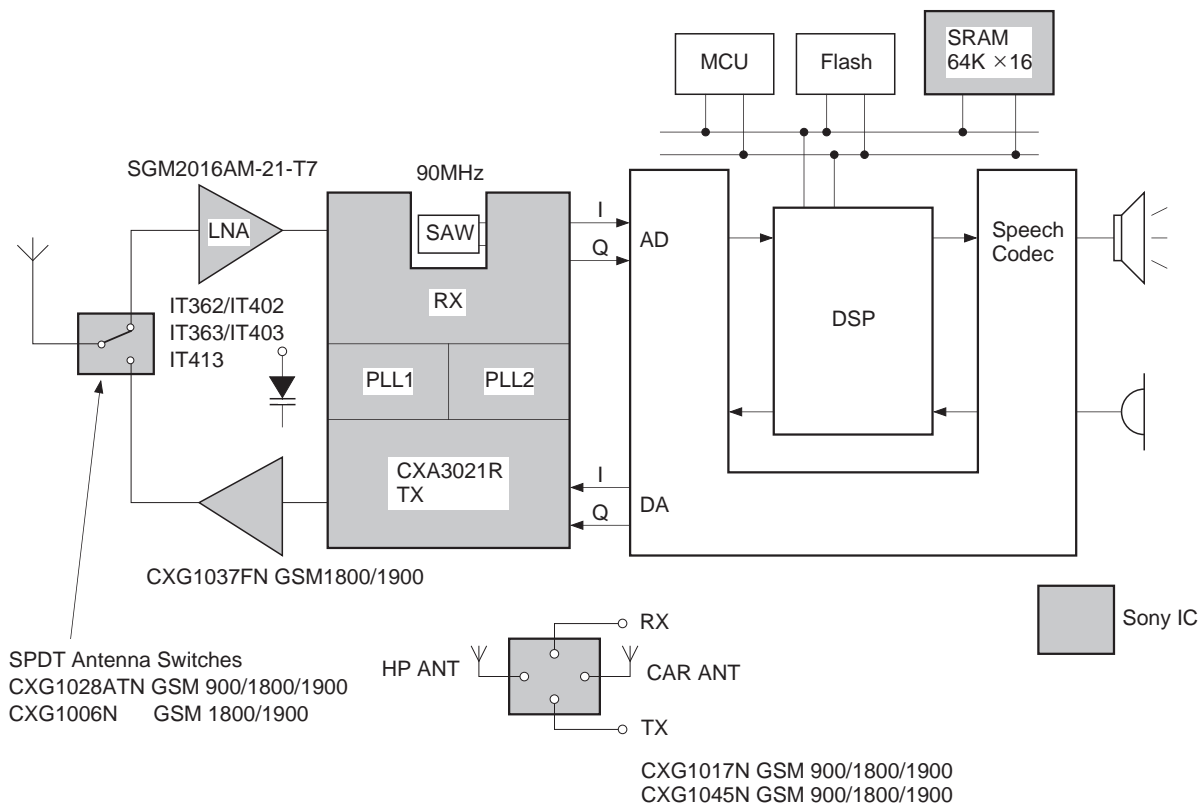 MCU
Flash
SRAM
64K ×16
SGM2016AM-21-T7
90MHz
LNA
SAW
I
Q
AD
Speech
Codec
RX
DSP
IT362/IT402
IT363/IT403
IT413
PLL1
PLL2
CXA3021R
TX
I
Q
DA
CXG1037FN GSM1800/1900
Sony IC
SPDT Antenna Switches
CXG1028ATN GSM 900/1800/1900
CXG1006N GSM 1800/1900
RX
HP ANT
CAR ANT
TX
CXG1017N GSM 900/1800/1900
CXG1045N GSM 900/1800/1900